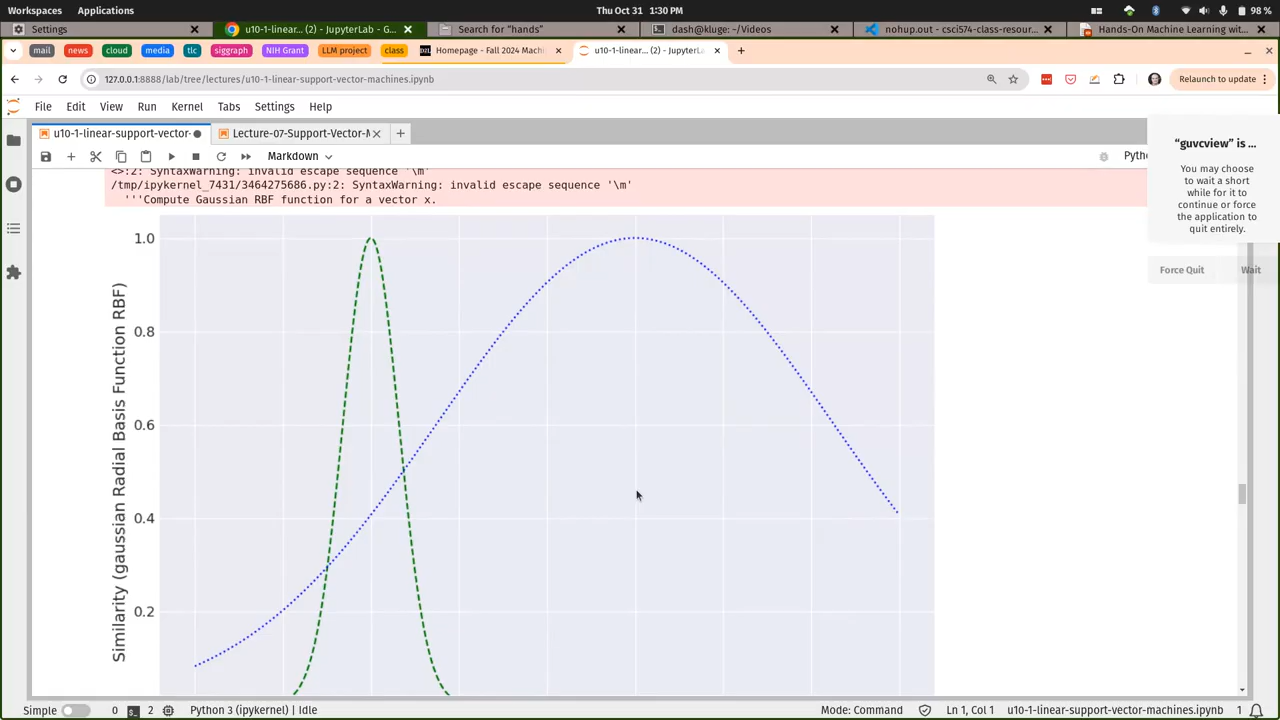 Workspaces Applications Thu Oct 31 1:30 PM 98 %
Settings u10-1-linear... (2) - JupyterLab - G... Search for “hands” dash@kluge: ~/Videos nohup.out - csci574-class-resour... Hands-On Machine Learning wit...
mail news cloud media tlc siggraph NIH Grant LLM project class Homepage - Fall 2024 Machi u10-1-linear... (2) - JupyterL
127.0.0.1:8888/lab/tree/lectures/u10-1-linear-support-vector-machines.ipynb Relaunch to update
File Edit View Run Kernel Tabs Settings Help
u10-1-linear-support-vector- Lecture-07-Support-Vector-M
“guvcview” is ...
Markdown Pytho
You may choose
to wait a short
while for it to
continue or force
the application to
quit entirely.
Force Quit Wait
<>:2: SyntaxWarning: invalid escape sequence '\m'
/tmp/ipykernel_7431/3464275686.py:2: SyntaxWarning: invalid escape sequence '\m'
'''Compute Gaussian RBF function for a vector x.
1.0
0.8
0.6
0.4
0.2
Similarity (gaussian Radial Basis Function RBF)
Simple 0 $_ 2 Python 3 (ipykernel) | Idle Mode: Command Ln 1, Col 1 u10-1-linear-support-vector-machines.ipynb 1